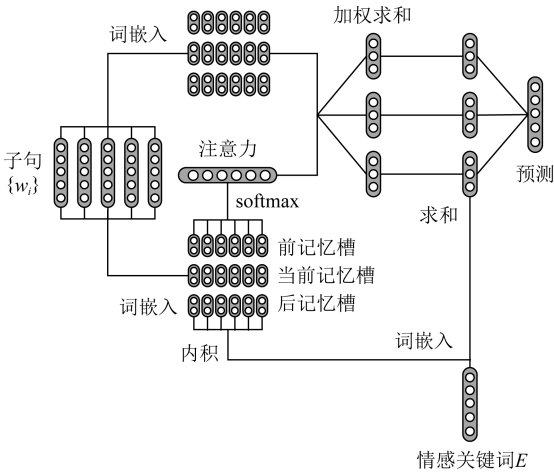 词嵌入
加权求和
子句
{wi}
注意力
softmax
预测
求和
前记忆槽
当前记忆槽
词嵌入
后记忆槽
内积
词嵌入
情感关键词E